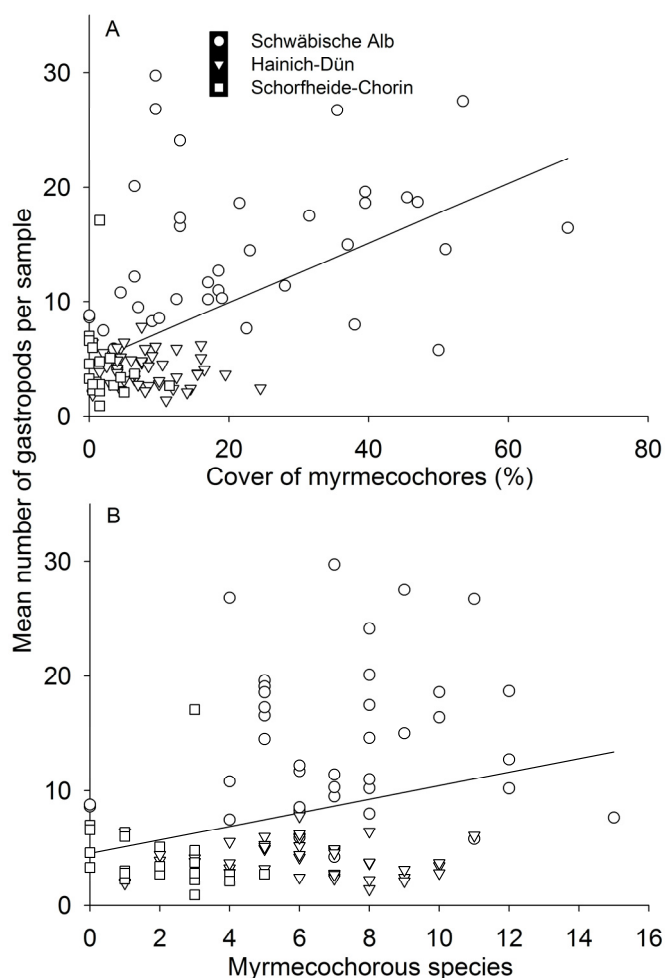 A
Schwäbische Alb
Hainich-Dün
Schorfheide-Chorin
30
20
10
0
0 20 40 60 80
Cover of myrmecochores (%)
Mean number of gastropods per sample
B
30
20
10
0
0 2 4 6 8 10 12 14 16
Myrmecochorous species